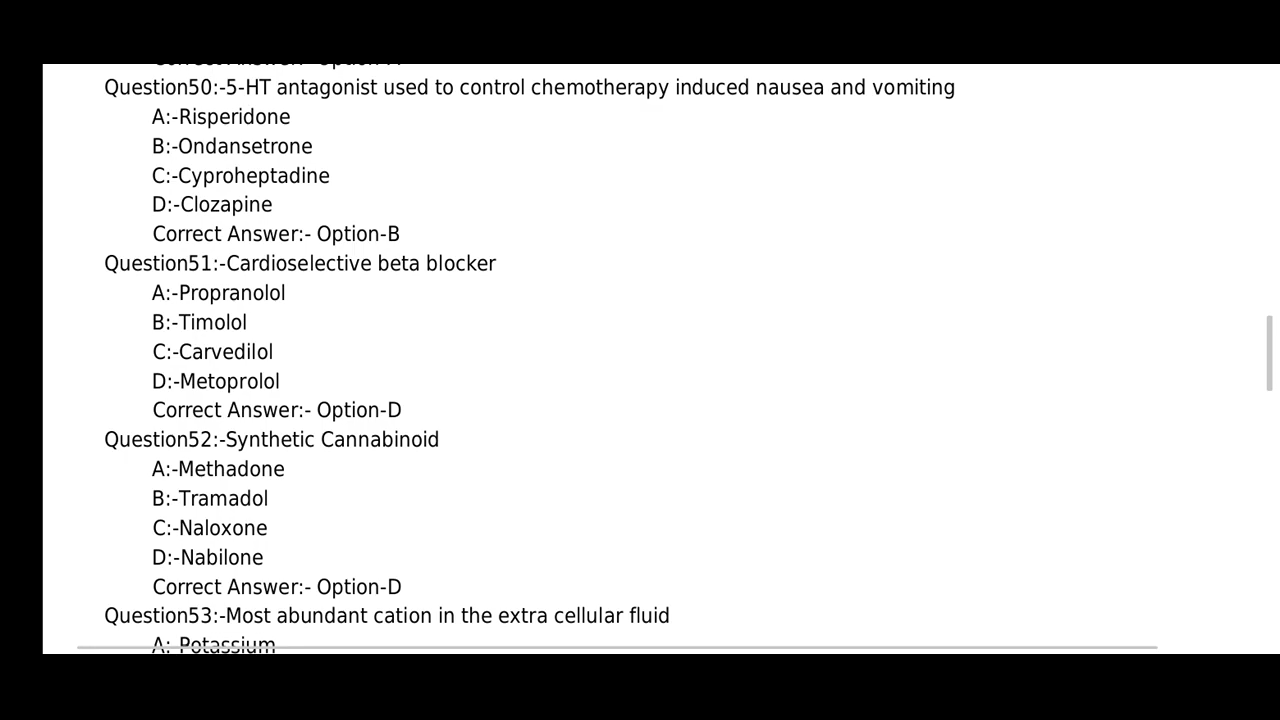 Question50:-5-HT antagonist used to control chemotherapy induced nausea and vomiting
A:-Risperidone
B:-Ondansetrone
C:-Cyproheptadine
D:-Clozapine
Correct Answer:- Option-B
Question51:-Cardioselective beta blocker
A:-Propranolol
B:-Timolol
C:-Carvedilol
D:-Metoprolol
Correct Answer:- Option-D
Question52:-Synthetic Cannabinoid
A:-Methadone
B:-Tramadol
C:-Naloxone
D:-Nabilone
Correct Answer:- Option-D
Question53:-Most abundant cation in the extra cellular fluid
A:-Potassium